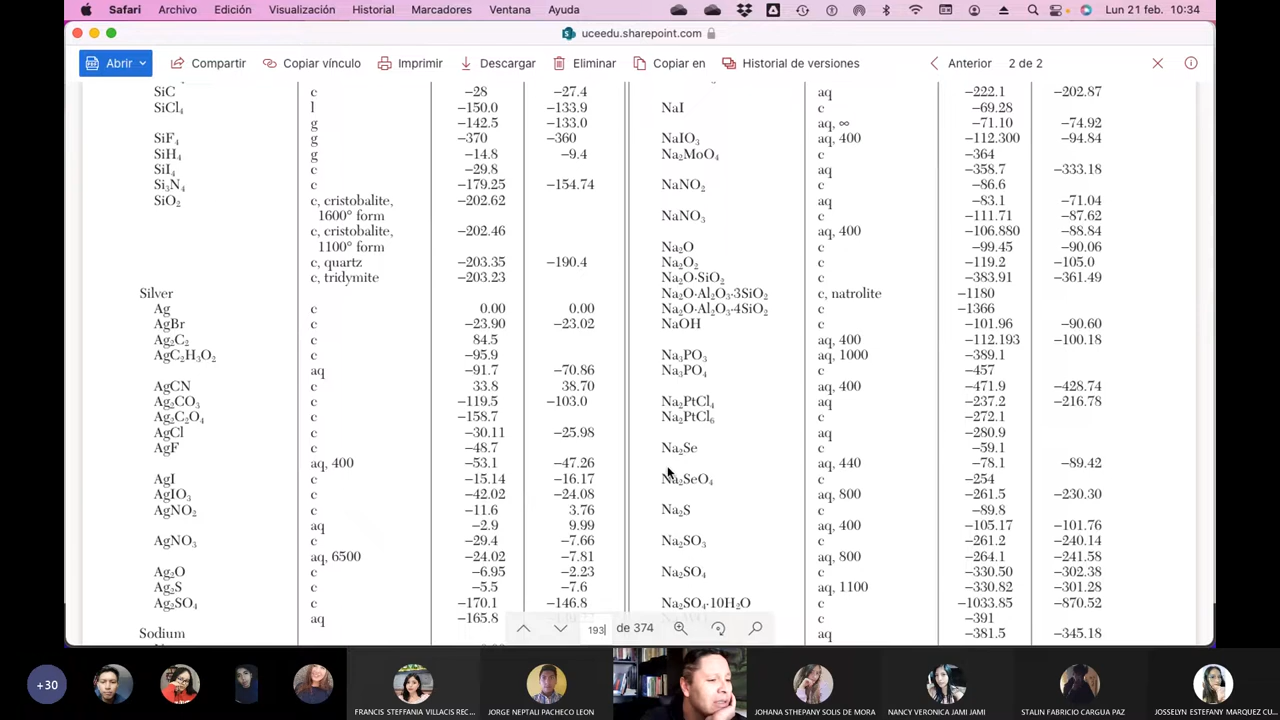 Safari Archivo Edición Visualización Historial Marcadores Ventana Ayuda Lun 21 feb. 10:34
uceedu.sharepoint.com
Abrir Compartir Copiar vínculo Imprimir Descargar Eliminar Copiar en Historial de versiones Anterior 2 de 2
SiC c −28 −27.4
SiCl₄ l −150.0 −133.9
g −142.5 −133.0
SiF₄ g −370 −360
SiH₄ g −14.8 −9.4
SiI₄ c −29.8
Si₃N₄ c −179.25 −154.74
SiO₂ c, cristobalite, −202.62
1600° form
c, cristobalite, −202.46
1100° form
c, quartz −203.35 −190.4
c, tridymite −203.23
Silver
Ag c 0.00 0.00
AgBr c −23.90 −23.02
Ag₂C₂ c 84.5
AgC₂H₃O₂ c −95.9
aq −91.7 −70.86
AgCN c 33.8 38.70
Ag₂CO₃ c −119.5 −103.0
Ag₂C₂O₄ c −158.7
AgCl c −30.11 −25.98
AgF c −48.7
aq, 400 −53.1 −47.26
AgI c −15.14 −16.17
AgIO₃ c −42.02 −24.08
AgNO₂ c −11.6 3.76
aq −2.9 9.99
AgNO₃ c −29.4 −7.66
aq, 6500 −24.02 −7.81
Ag₂O c −6.95 −2.23
Ag₂S c −5.5 −7.6
Ag₂SO₄ c −170.1 −146.8
aq −165.8
Sodium
aq −222.1 −202.87
NaI c −69.28
aq, ∞ −71.10 −74.92
NaIO₃ aq, 400 −112.300 −94.84
Na₂MoO₄ c −364
aq −358.7 −333.18
NaNO₂ c −86.6
aq −83.1 −71.04
NaNO₃ c −111.71 −87.62
aq, 400 −106.880 −88.84
Na₂O c −99.45 −90.06
Na₂O₂ c −119.2 −105.0
Na₂O·SiO₂ c −383.91 −361.49
Na₂O·Al₂O₃·3SiO₂ c, natrolite −1180
Na₂O·Al₂O₃·4SiO₂ c −1366
NaOH c −101.96 −90.60
aq, 400 −112.193 −100.18
Na₃PO₃ aq, 1000 −389.1
Na₃PO₄ c −457
aq, 400 −471.9 −428.74
Na₂PtCl₄ aq −237.2 −216.78
Na₂PtCl₆ c −272.1
aq −280.9
Na₂Se c −59.1
aq, 440 −78.1 −89.42
Na₂SeO₄ c −254
aq, 800 −261.5 −230.30
Na₂S c −89.8
aq, 400 −105.17 −101.76
Na₂SO₃ c −261.2 −240.14
aq, 800 −264.1 −241.58
Na₂SO₄ c −330.50 −302.38
aq, 1100 −330.82 −301.28
Na₂SO₄·10H₂O c −1033.85 −870.52
c −391
aq −381.5 −345.18
193 de 374
+30
FRANCIS STEFFANIA VILLACIS REC...
JORGE NEPTALI PACHECO LEON
JOHANA STHEPANY SOLIS DE MORA
NANCY VERONICA JAMI JAMI
STALIN FABRICIO CARGUA PAZ
JOSSELYN ESTEFANY MARQUEZ CU...